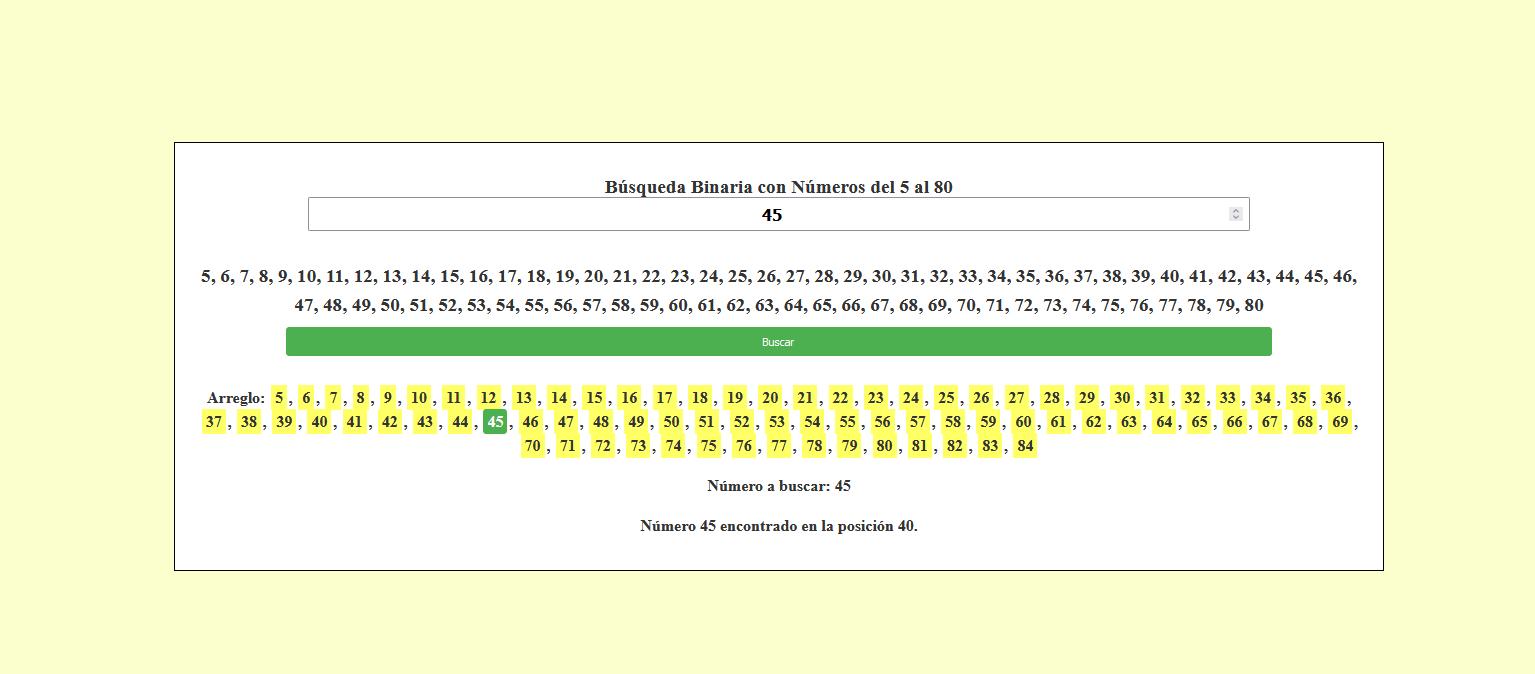 Búsqueda Binaria con Números del 5 al 80
45
5, 6, 7, 8, 9, 10, 11, 12, 13, 14, 15, 16, 17, 18, 19, 20, 21, 22, 23, 24, 25, 26, 27, 28, 29, 30, 31, 32, 33, 34, 35, 36, 37, 38, 39, 40, 41, 42, 43, 44, 45, 46,
47, 48, 49, 50, 51, 52, 53, 54, 55, 56, 57, 58, 59, 60, 61, 62, 63, 64, 65, 66, 67, 68, 69, 70, 71, 72, 73, 74, 75, 76, 77, 78, 79, 80
Buscar
Arreglo: 5 , 6 , 7 , 8 , 9 , 10 , 11 , 12 , 13 , 14 , 15 , 16 , 17 , 18 , 19 , 20 , 21 , 22 , 23 , 24 , 25 , 26 , 27 , 28 , 29 , 30 , 31 , 32 , 33 , 34 , 35 , 36 ,
37 , 38 , 39 , 40 , 41 , 42 , 43 , 44 , 45 , 46 , 47 , 48 , 49 , 50 , 51 , 52 , 53 , 54 , 55 , 56 , 57 , 58 , 59 , 60 , 61 , 62 , 63 , 64 , 65 , 66 , 67 , 68 , 69 ,
70 , 71 , 72 , 73 , 74 , 75 , 76 , 77 , 78 , 79 , 80 , 81 , 82 , 83 , 84
Número a buscar: 45
Número 45 encontrado en la posición 40.